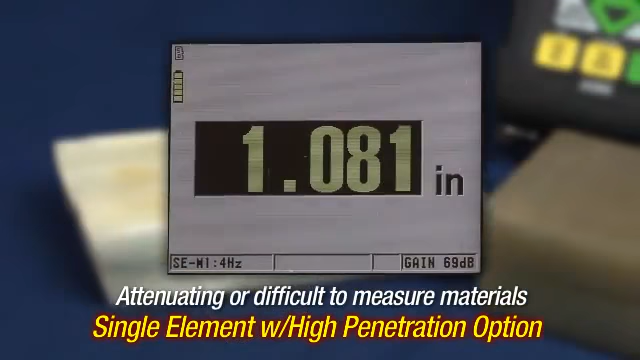 1.081 in
SE-M1:4Hz
GAIN 69dB
Attenuating or difficult to measure materials
Single Element w/High Penetration Option